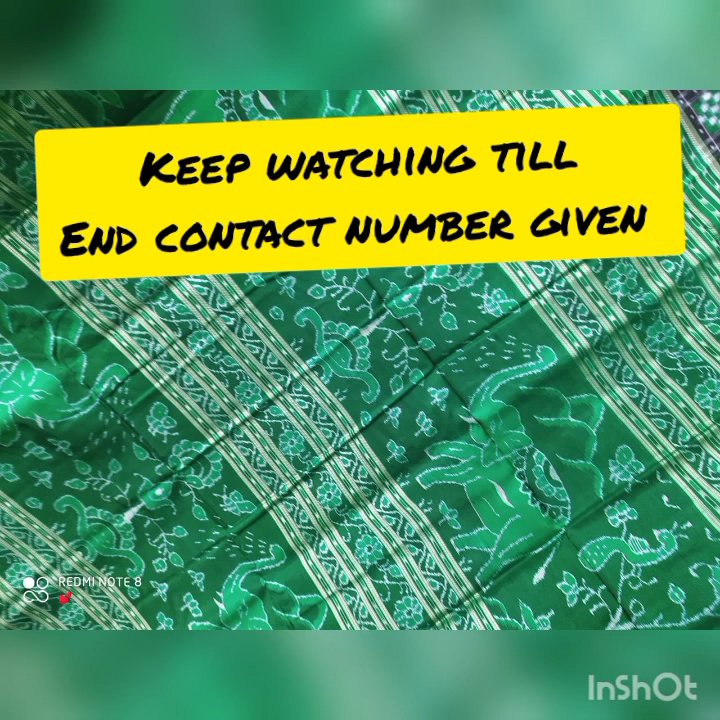 KEEP WATCHING TILL
END CONTACT NUMBER GIVEN
REDMI NOTE 8
InShOt